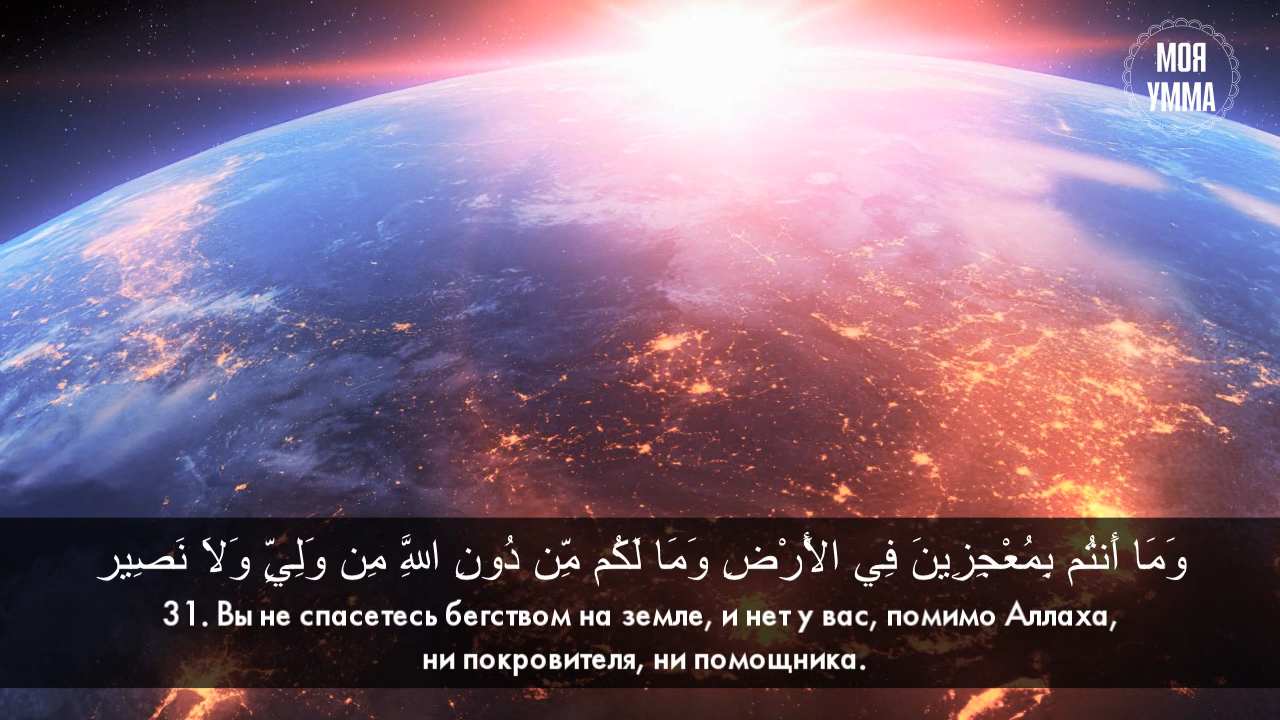 МОЯ
УММА
وَمَا أَنتُم بِمُعْجِزِينَ فِي الأَرْضِ وَمَا لَكُم مِّن دُونِ اللَّهِ مِن وَلِيٍّ وَلاَ نَصِيرٍ
31. Вы не спасетесь бегством на земле, и нет у вас, помимо Аллаха,
ни покровителя, ни помощника.